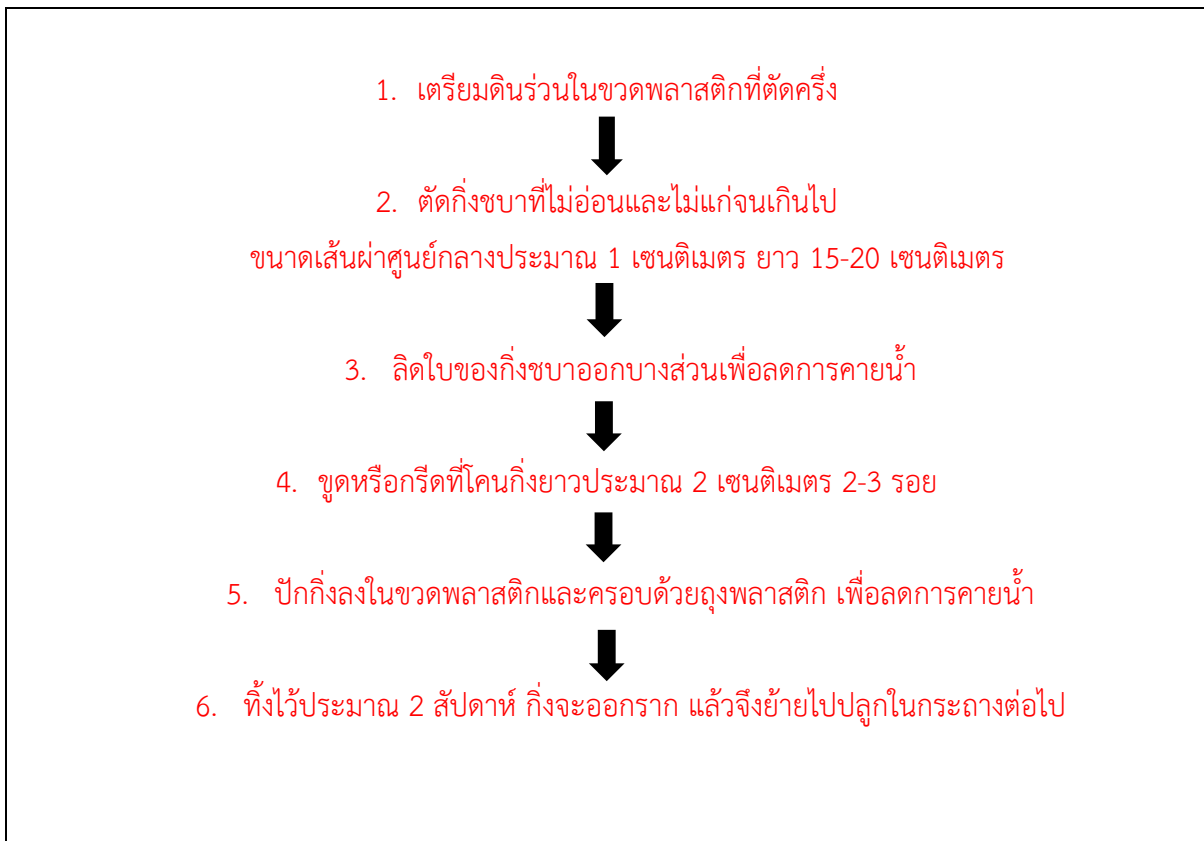 1. เตรียมดินร่วนในขวดพลาสติกที่ตัดครึ่ง
2. ตัดกิ่งชบาที่ไม่อ่อนและไม่แก่จนเกินไป
ขนาดเส้นผ่าศูนย์กลางประมาณ 1 เซนติเมตร ยาว 15-20 เซนติเมตร
3. ลิดใบของกิ่งชบาออกบางส่วนเพื่อลดการคายน้ำ
4. ขูดหรือกรีดที่โคนกิ่งยาวประมาณ 2 เซนติเมตร 2-3 รอย
5. ปักกิ่งลงในขวดพลาสติกและครอบด้วยถุงพลาสติก เพื่อลดการคายน้ำ
6. ทิ้งไว้ประมาณ 2 สัปดาห์ กิ่งจะออกราก แล้วจึงย้ายไปปลูกในกระถางต่อไป